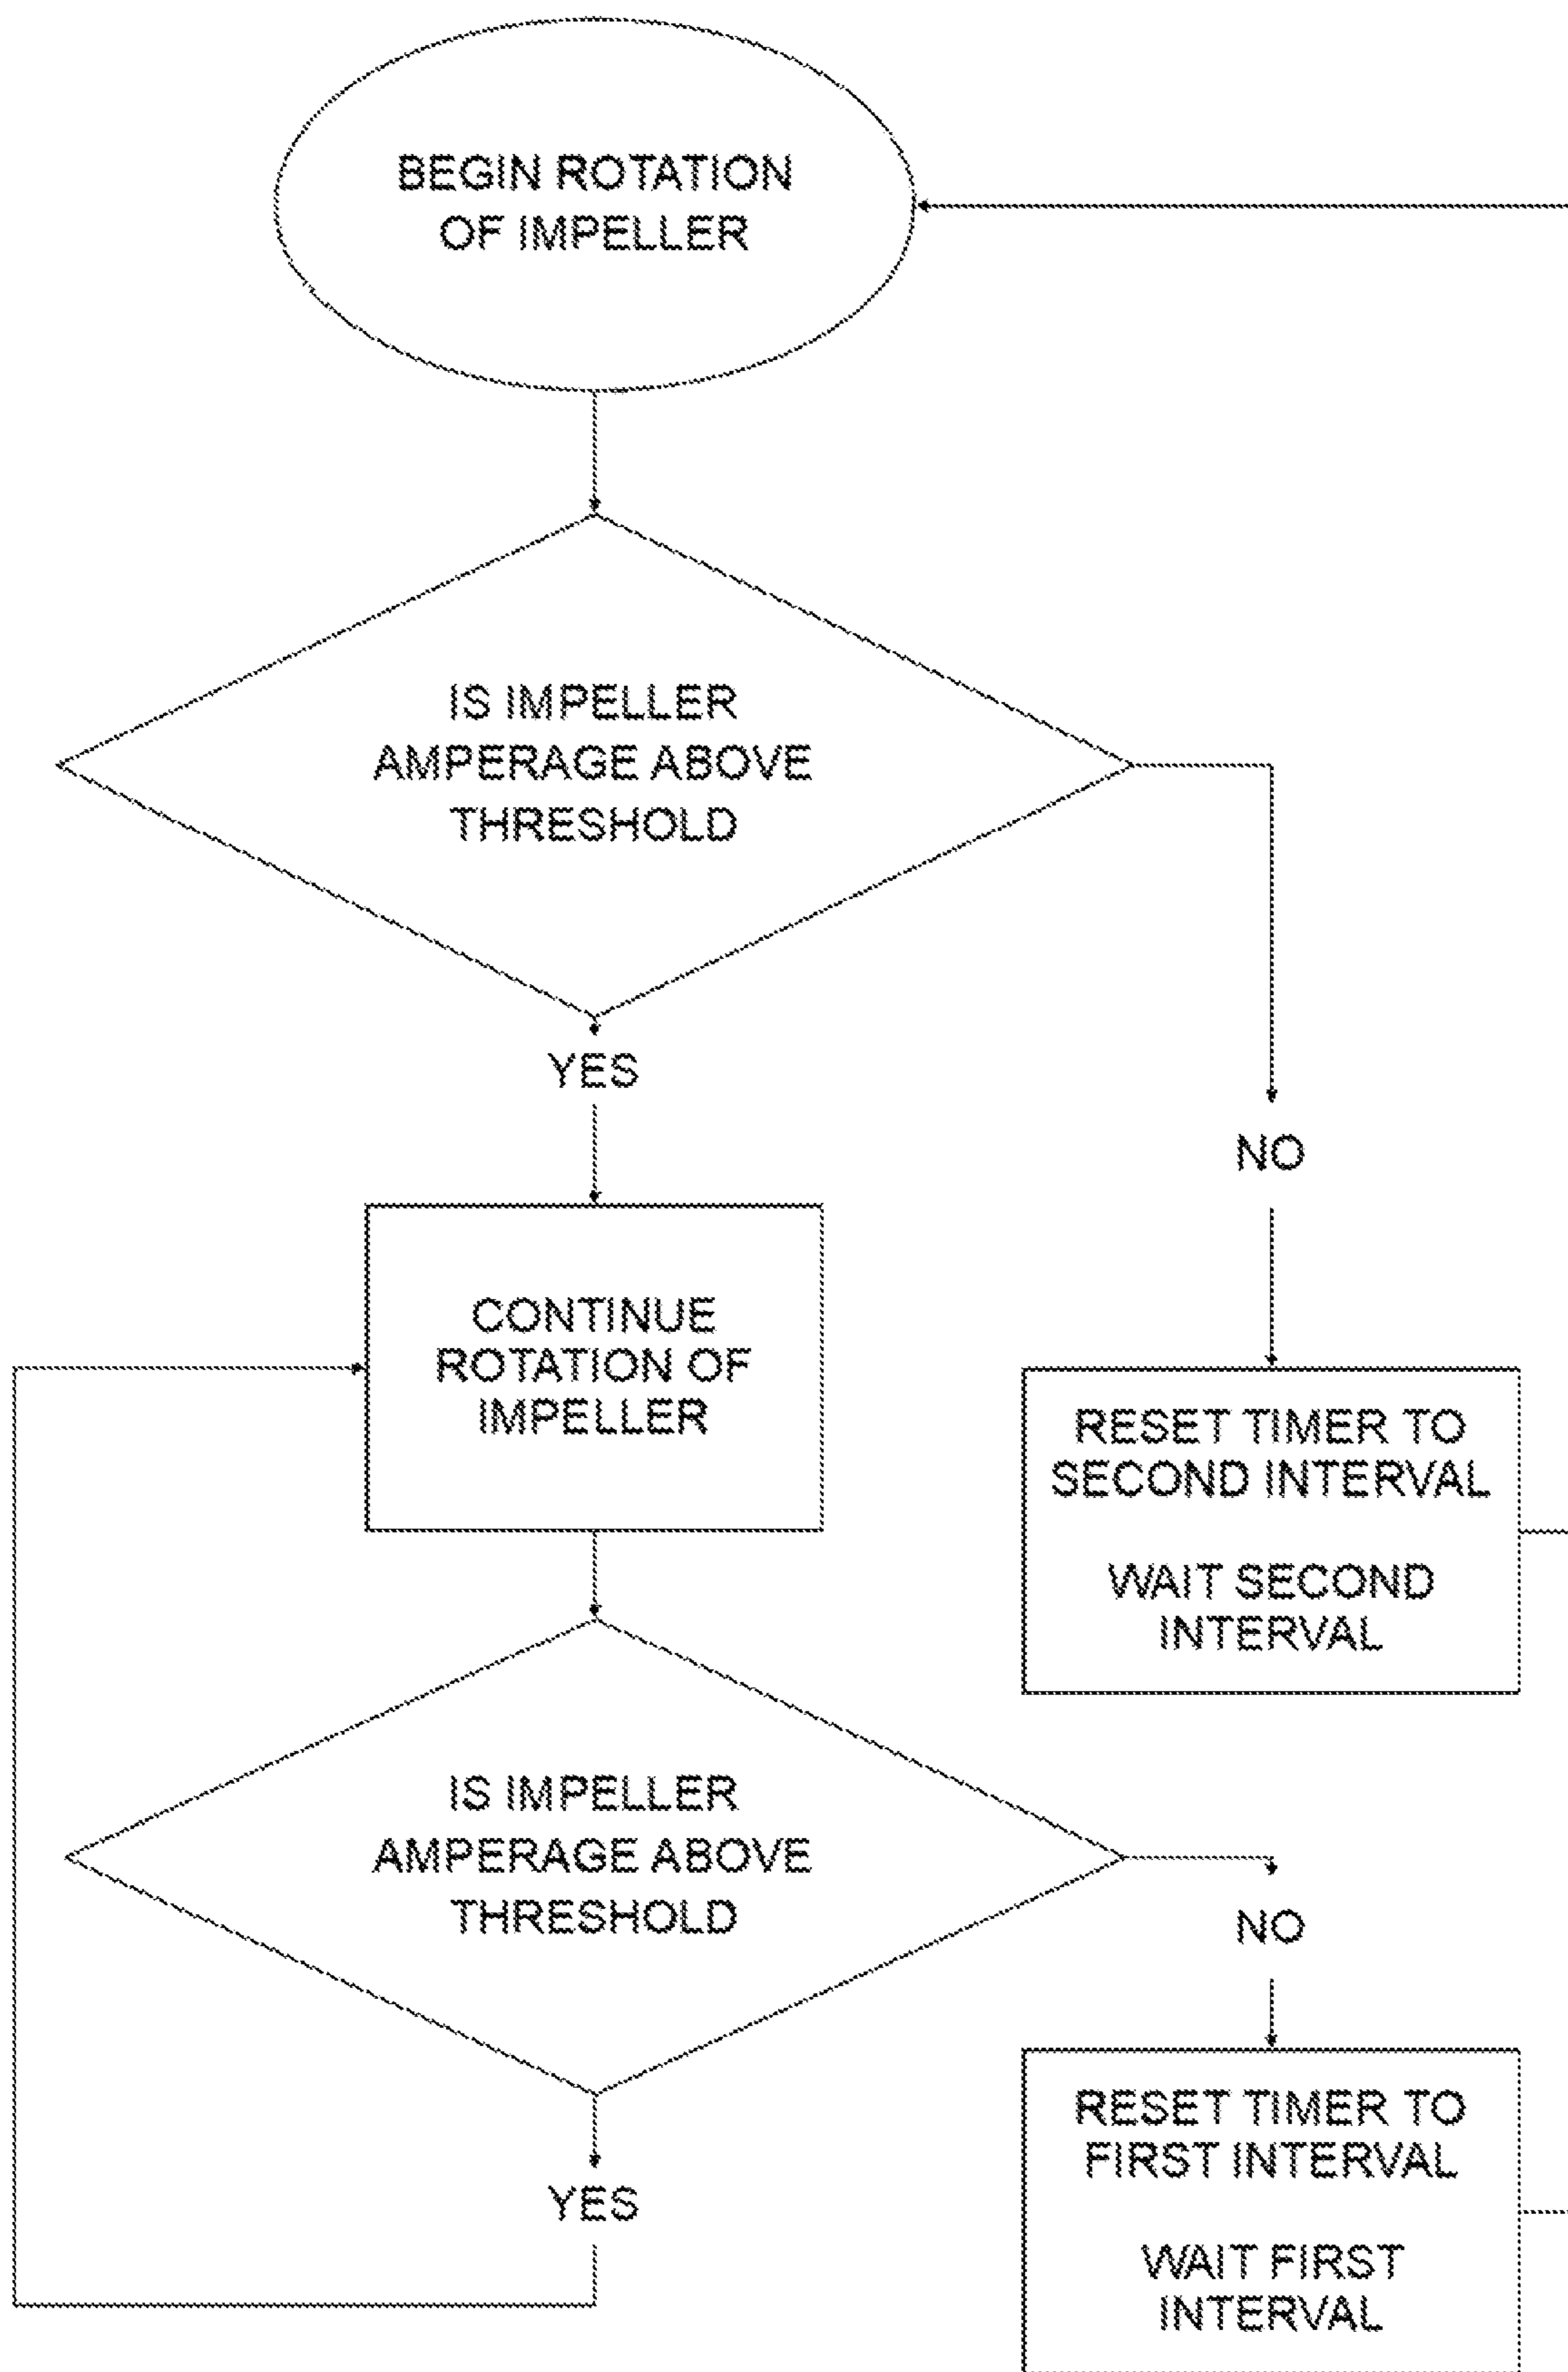 BEGIN ROTATION
OF IMPELLER
IS IMPELLER
AMPERAGE ABOVE
THRESHOLD
YES
NO
CONTINUE
ROTATION OF
IMPELLER
RESET TIMER TO
SECOND INTERVAL
WAIT SECOND
INTERVAL
IS IMPELLER
AMPERAGE ABOVE
THRESHOLD
NO
YES
RESET TIMER TO
FIRST INTERVAL
WAIT FIRST
INTERVAL